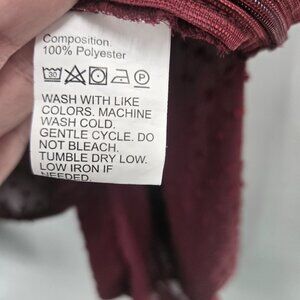 Composition:
100% Polyester
30 P
WASH WITH LIKE
COLORS. MACHINE
WASH COLD.
GENTLE CYCLE. DO
NOT BLEACH.
TUMBLE DRY LOW.
LOW IRON IF
NEEDED.